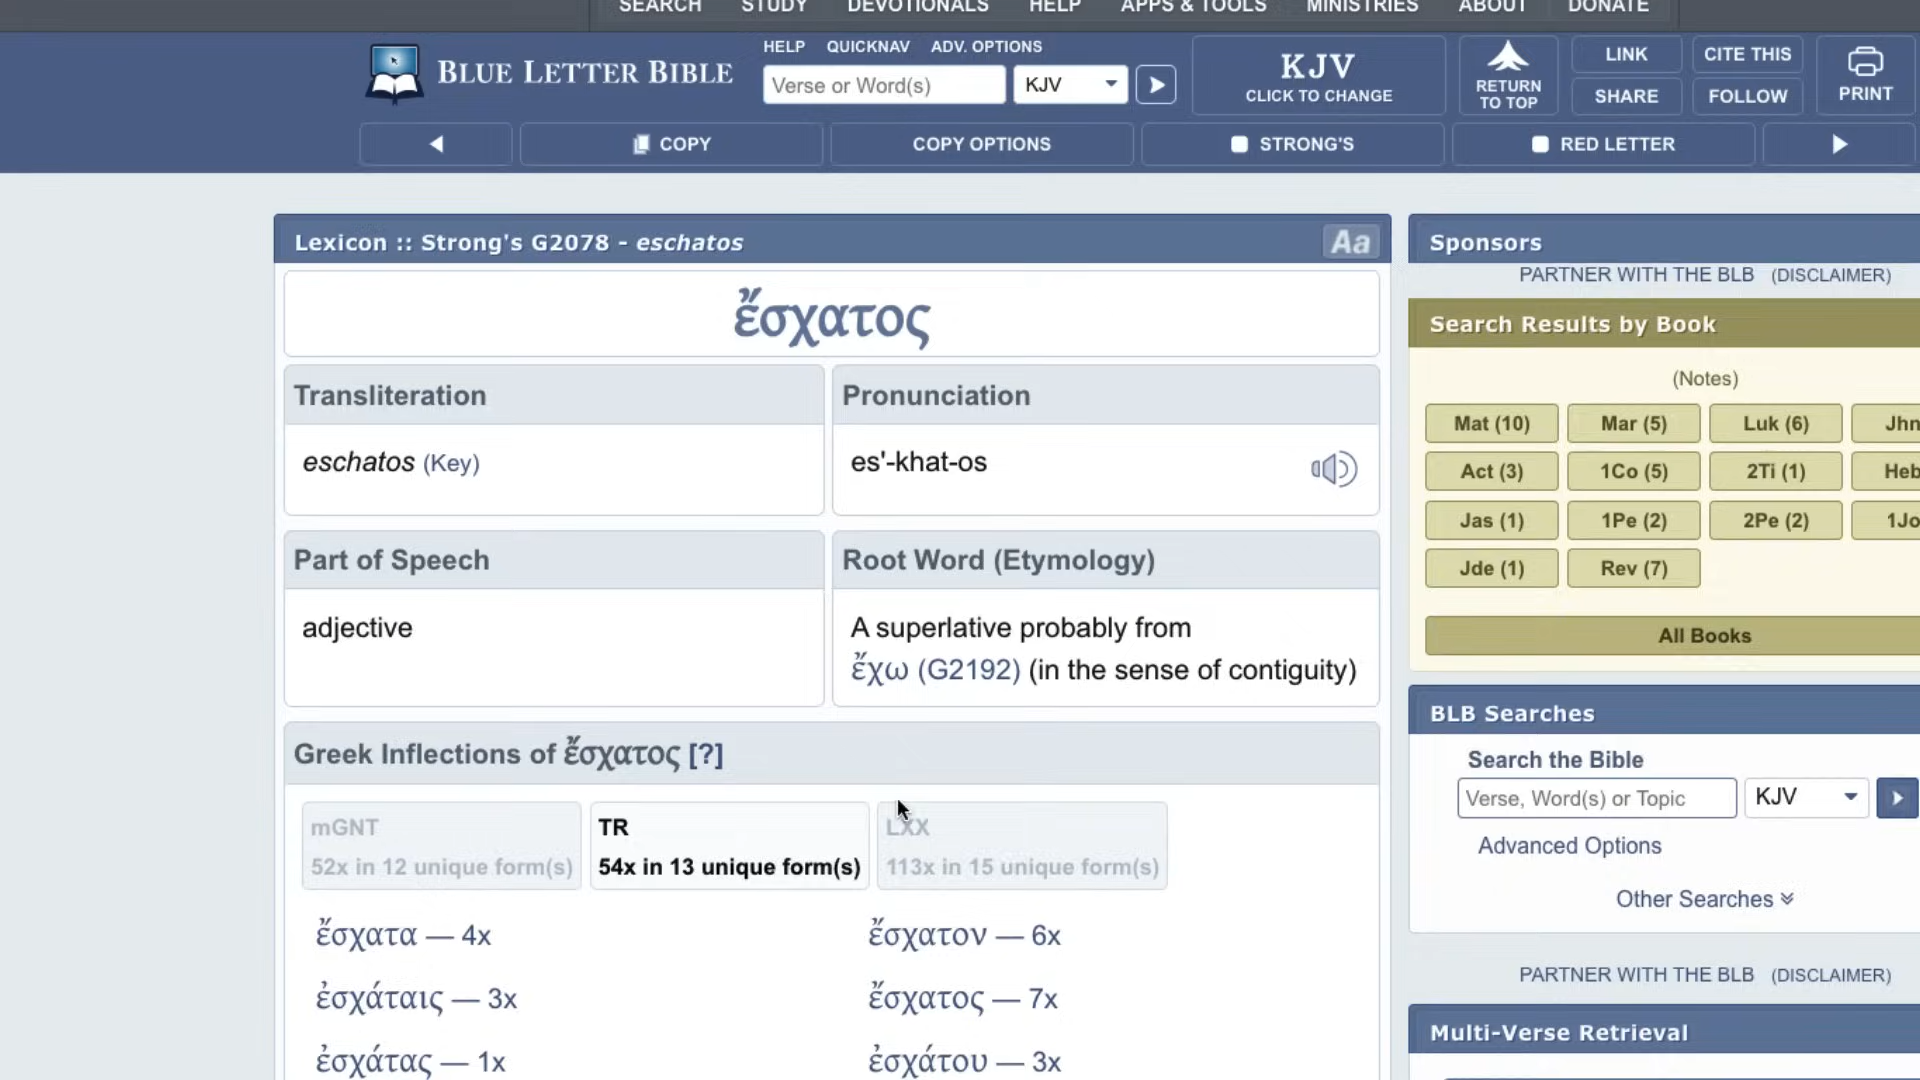 SEARCH STUDY DEVOTIONALS HELP APPS & TOOLS MINISTRIES ABOUT DONATE
BLUE LETTER BIBLE
HELP QUICKNAV ADV. OPTIONS
Verse or Word(s) KJV
KJV
CLICK TO CHANGE
RETURN
TO TOP
LINK
CITE THIS
SHARE
FOLLOW
PRINT
COPY COPY OPTIONS STRONG'S RED LETTER
Lexicon :: Strong's G2078 - eschatos Aa
ἔσχατος
Transliteration
eschatos (Key)
Pronunciation
es'-khat-os
Part of Speech
adjective
Root Word (Etymology)
A superlative probably from
ἔχω (G2192) (in the sense of contiguity)
Greek Inflections of ἔσχατος [?]
mGNT
52x in 12 unique form(s)
TR
54x in 13 unique form(s)
LXX
113x in 15 unique form(s)
ἔσχατα — 4x
ἔσχατον — 6x
ἐσχάταις — 3x
ἔσχατος — 7x
ἐσχάτας — 1x
ἐσχάτου — 3x
Sponsors
PARTNER WITH THE BLB (DISCLAIMER)
Search Results by Book
(Notes)
Mat (10) Mar (5) Luk (6) Jhn
Act (3) 1Co (5) 2Ti (1) Heb
Jas (1) 1Pe (2) 2Pe (2) 1Jo
Jde (1) Rev (7)
All Books
BLB Searches
Search the Bible
Verse, Word(s) or Topic KJV
Advanced Options
Other Searches
PARTNER WITH THE BLB (DISCLAIMER)
Multi-Verse Retrieval